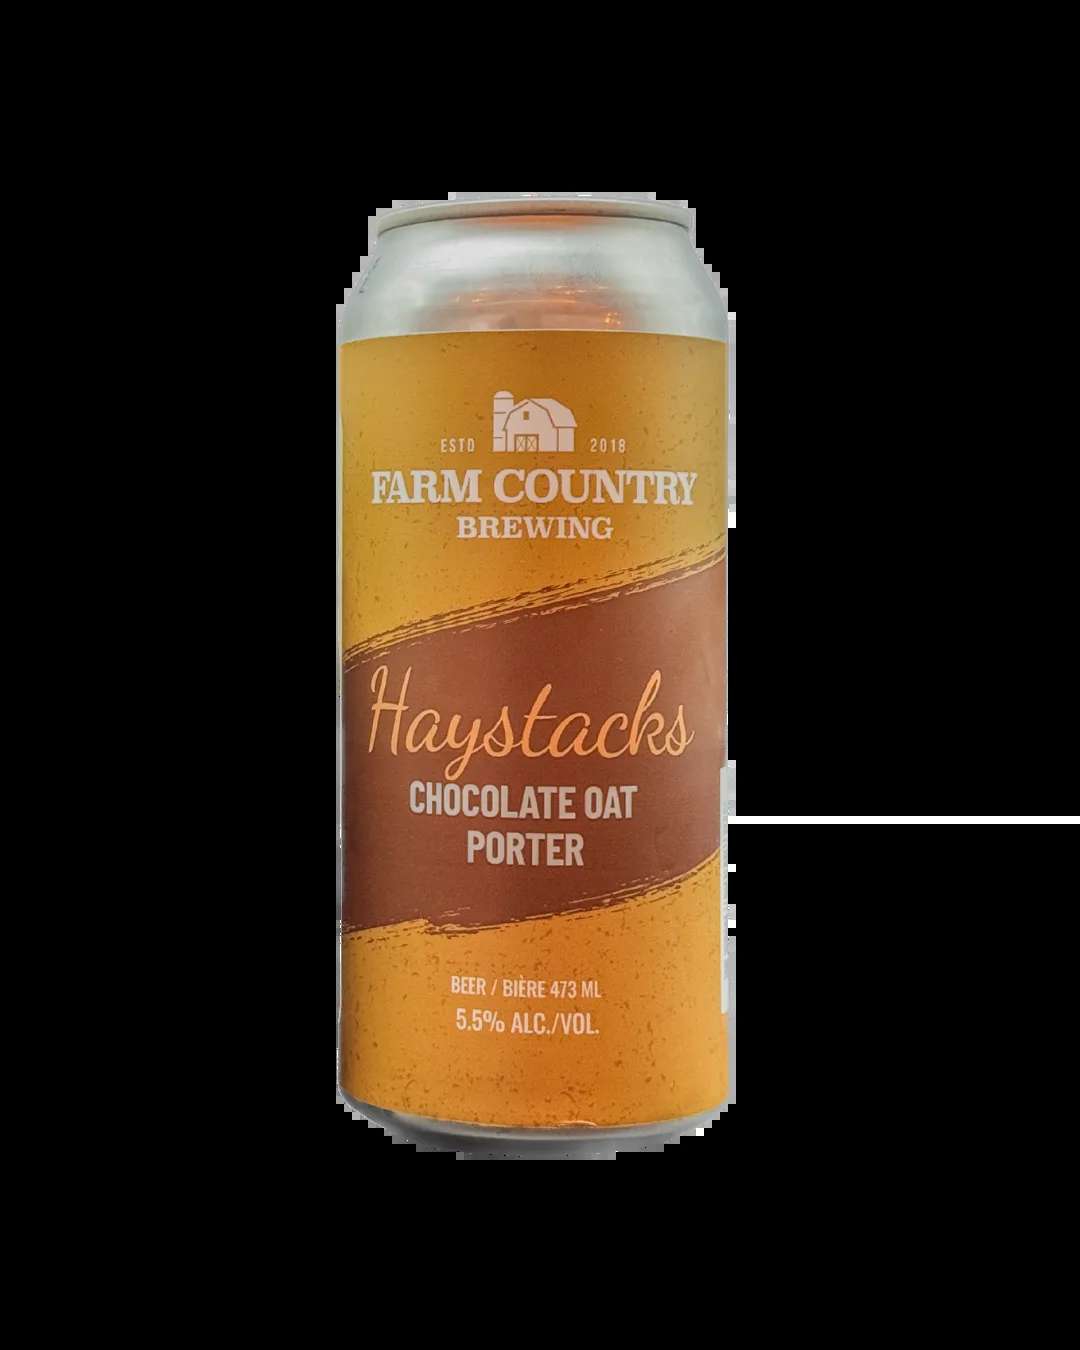 ESTD 2018
FARM COUNTRY
BREWING
Haystacks
CHOCOLATE OAT
PORTER
BEER / BIÈRE 473 ML
5.5% ALC./VOL.